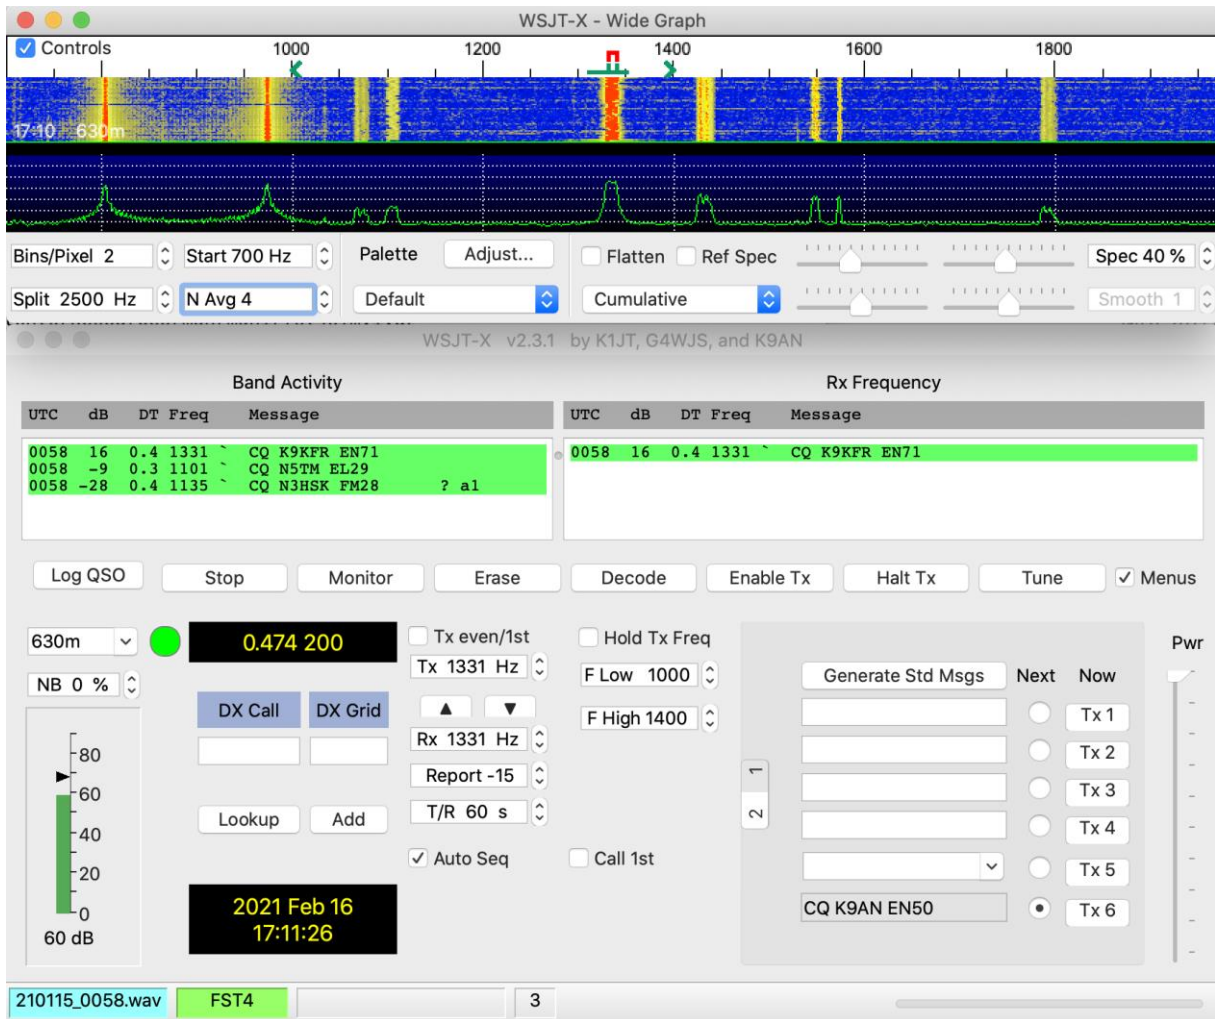 WSJT-X - Wide Graph
Controls 1000 1200 1400 1600 1800
17:10 630m
Bins/Pixel 2 Start 700 Hz Palette Adjust... Flatten Ref Spec Spec 40 %
Split 2500 Hz N Avg 4 Default Cumulative Smooth 1
WSJT-X v2.3.1 by K1JT, G4WJS, and K9AN
Band Activity Rx Frequency
UTC dB DT Freq Message UTC dB DT Freq Message
0058 16 0.4 1331 ` CQ K9KFR EN71 0058 16 0.4 1331 ` CQ K9KFR EN71
0058 -9 0.3 1101 ` CQ N5TM EL29
0058 -28 0.4 1135 ` CQ N3HSK FM28 ? a1
Log QSO Stop Monitor Erase Decode Enable Tx Halt Tx Tune Menus
630m 0.474 200 Tx even/1st Hold Tx Freq Pwr
NB 0 % Tx 1331 Hz F Low 1000 Generate Std Msgs Next Now
DX Call DX Grid F High 1400 Tx 1
80 Rx 1331 Hz Tx 2
60 Report -15 1 Tx 3
40 Lookup Add T/R 60 s 2 Tx 4
20 Auto Seq Call 1st Tx 5
0 2021 Feb 16 CQ K9AN EN50 Tx 6
60 dB 17:11:26
210115_0058.wav FST4 3